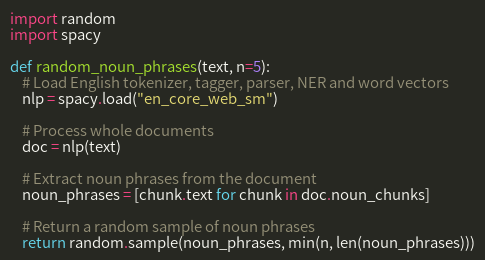 import random
import spacy

def random_noun_phrases(text, n=5):
    # Load English tokenizer, tagger, parser, NER and word vectors
    nlp = spacy.load("en_core_web_sm")

    # Process whole documents
    doc = nlp(text)

    # Extract noun phrases from the document
    noun_phrases = [chunk.text for chunk in doc.noun_chunks]

    # Return a random sample of noun phrases
    return random.sample(noun_phrases, min(n, len(noun_phrases)))